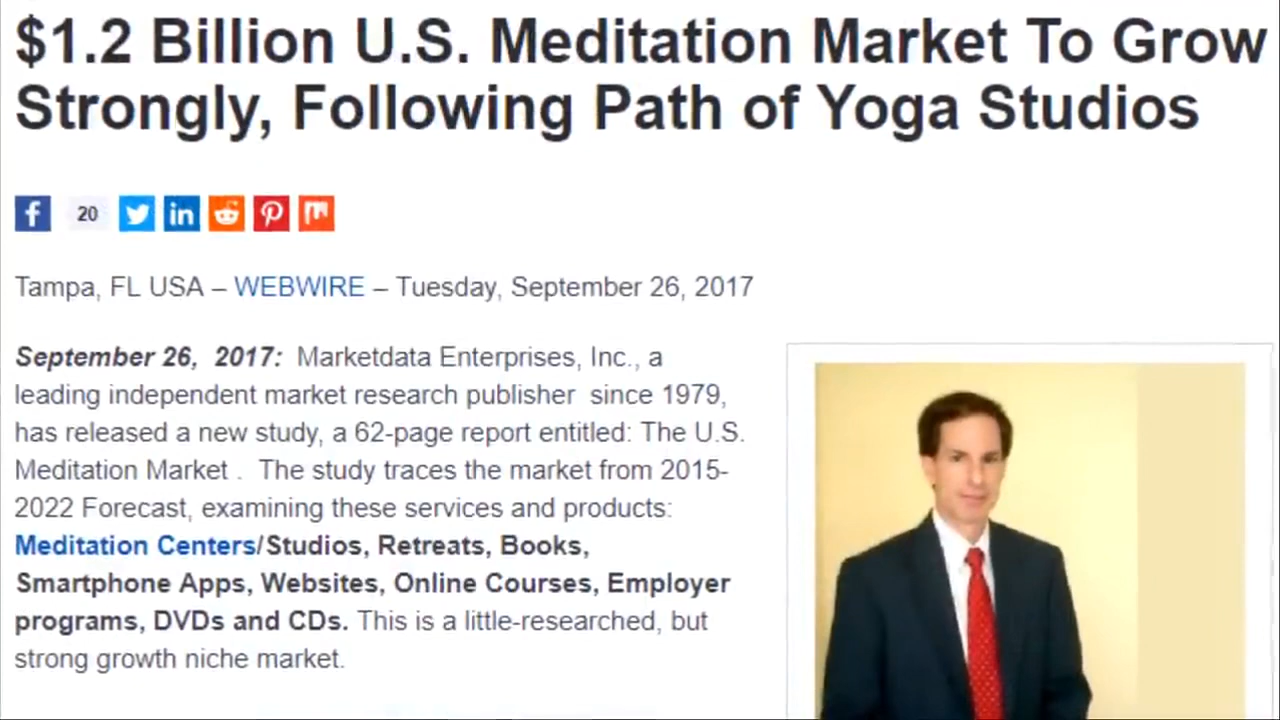 $1.2 Billion U.S. Meditation Market To Grow
Strongly, Following Path of Yoga Studios
20
Tampa, FL USA – WEBWIRE – Tuesday, September 26, 2017
September 26, 2017: Marketdata Enterprises, Inc., a
leading independent market research publisher since 1979,
has released a new study, a 62-page report entitled: The U.S.
Meditation Market . The study traces the market from 2015-
2022 Forecast, examining these services and products:
Meditation Centers/Studios, Retreats, Books,
Smartphone Apps, Websites, Online Courses, Employer
programs, DVDs and CDs. This is a little-researched, but
strong growth niche market.